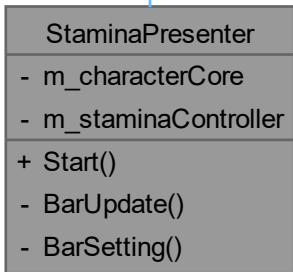 StaminaPresenter
- m_characterCore
- m_staminaController
+ Start()
- BarUpdate()
- BarSetting()